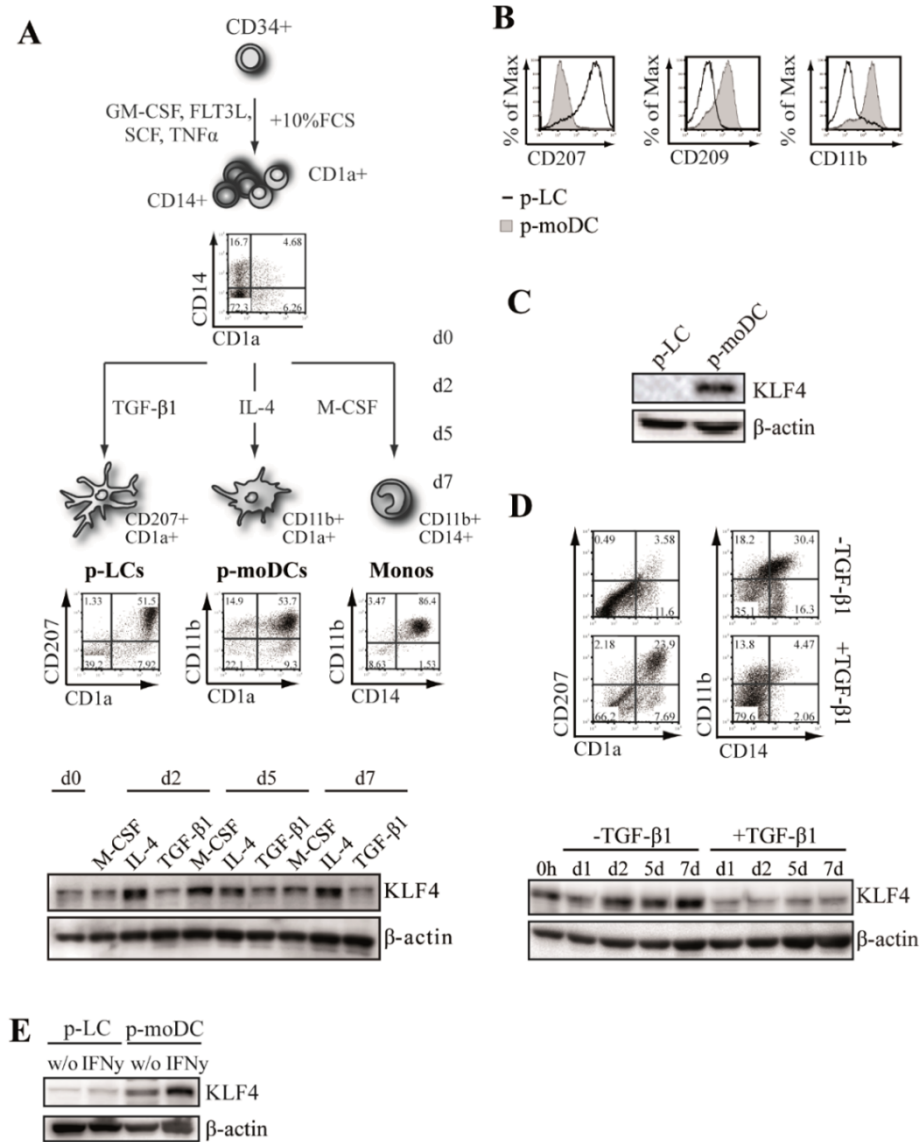 A
CD34+
GM-CSF, FLT3L,
SCF, TNFα
+10%FCS
CD14+
CD1a+
16.7 4.68
72.3 6.26
CD14
CD1a
d0
d2
d5
d7
TGF-β1 IL-4 M-CSF
CD207+
CD1a+
CD11b+
CD1a+
CD11b+
CD14+
p-LCs p-moDCs Monos
1.33 51.5
39.2 7.92
CD207
CD1a
14.9 53.7
22.1 9.3
CD11b
CD1a
3.47 86.4
8.63 1.53
CD11b
CD14
d0 d2 d5 d7
M-CSF IL-4 TGF-β1 M-CSF IL-4 TGF-β1 M-CSF IL-4 TGF-β1
KLF4
β-actin
B
% of Max % of Max % of Max
CD207 CD209 CD11b
p-LC
p-moDC
C
p-LC p-moDC
KLF4
β-actin
D
0.49 3.58
11.6
18.2 30.4
35.1 16.3
-TGF-β1
2.18 23.9
66.2 7.69
13.8 4.47
79.6 2.06
+TGF-β1
CD207
CD1a
CD11b
CD14
-TGF-β1 +TGF-β1
0h d1 d2 5d 7d d1 d2 5d 7d
KLF4
β-actin
E
p-LC p-moDC
w/o IFNy w/o IFNy
KLF4
β-actin